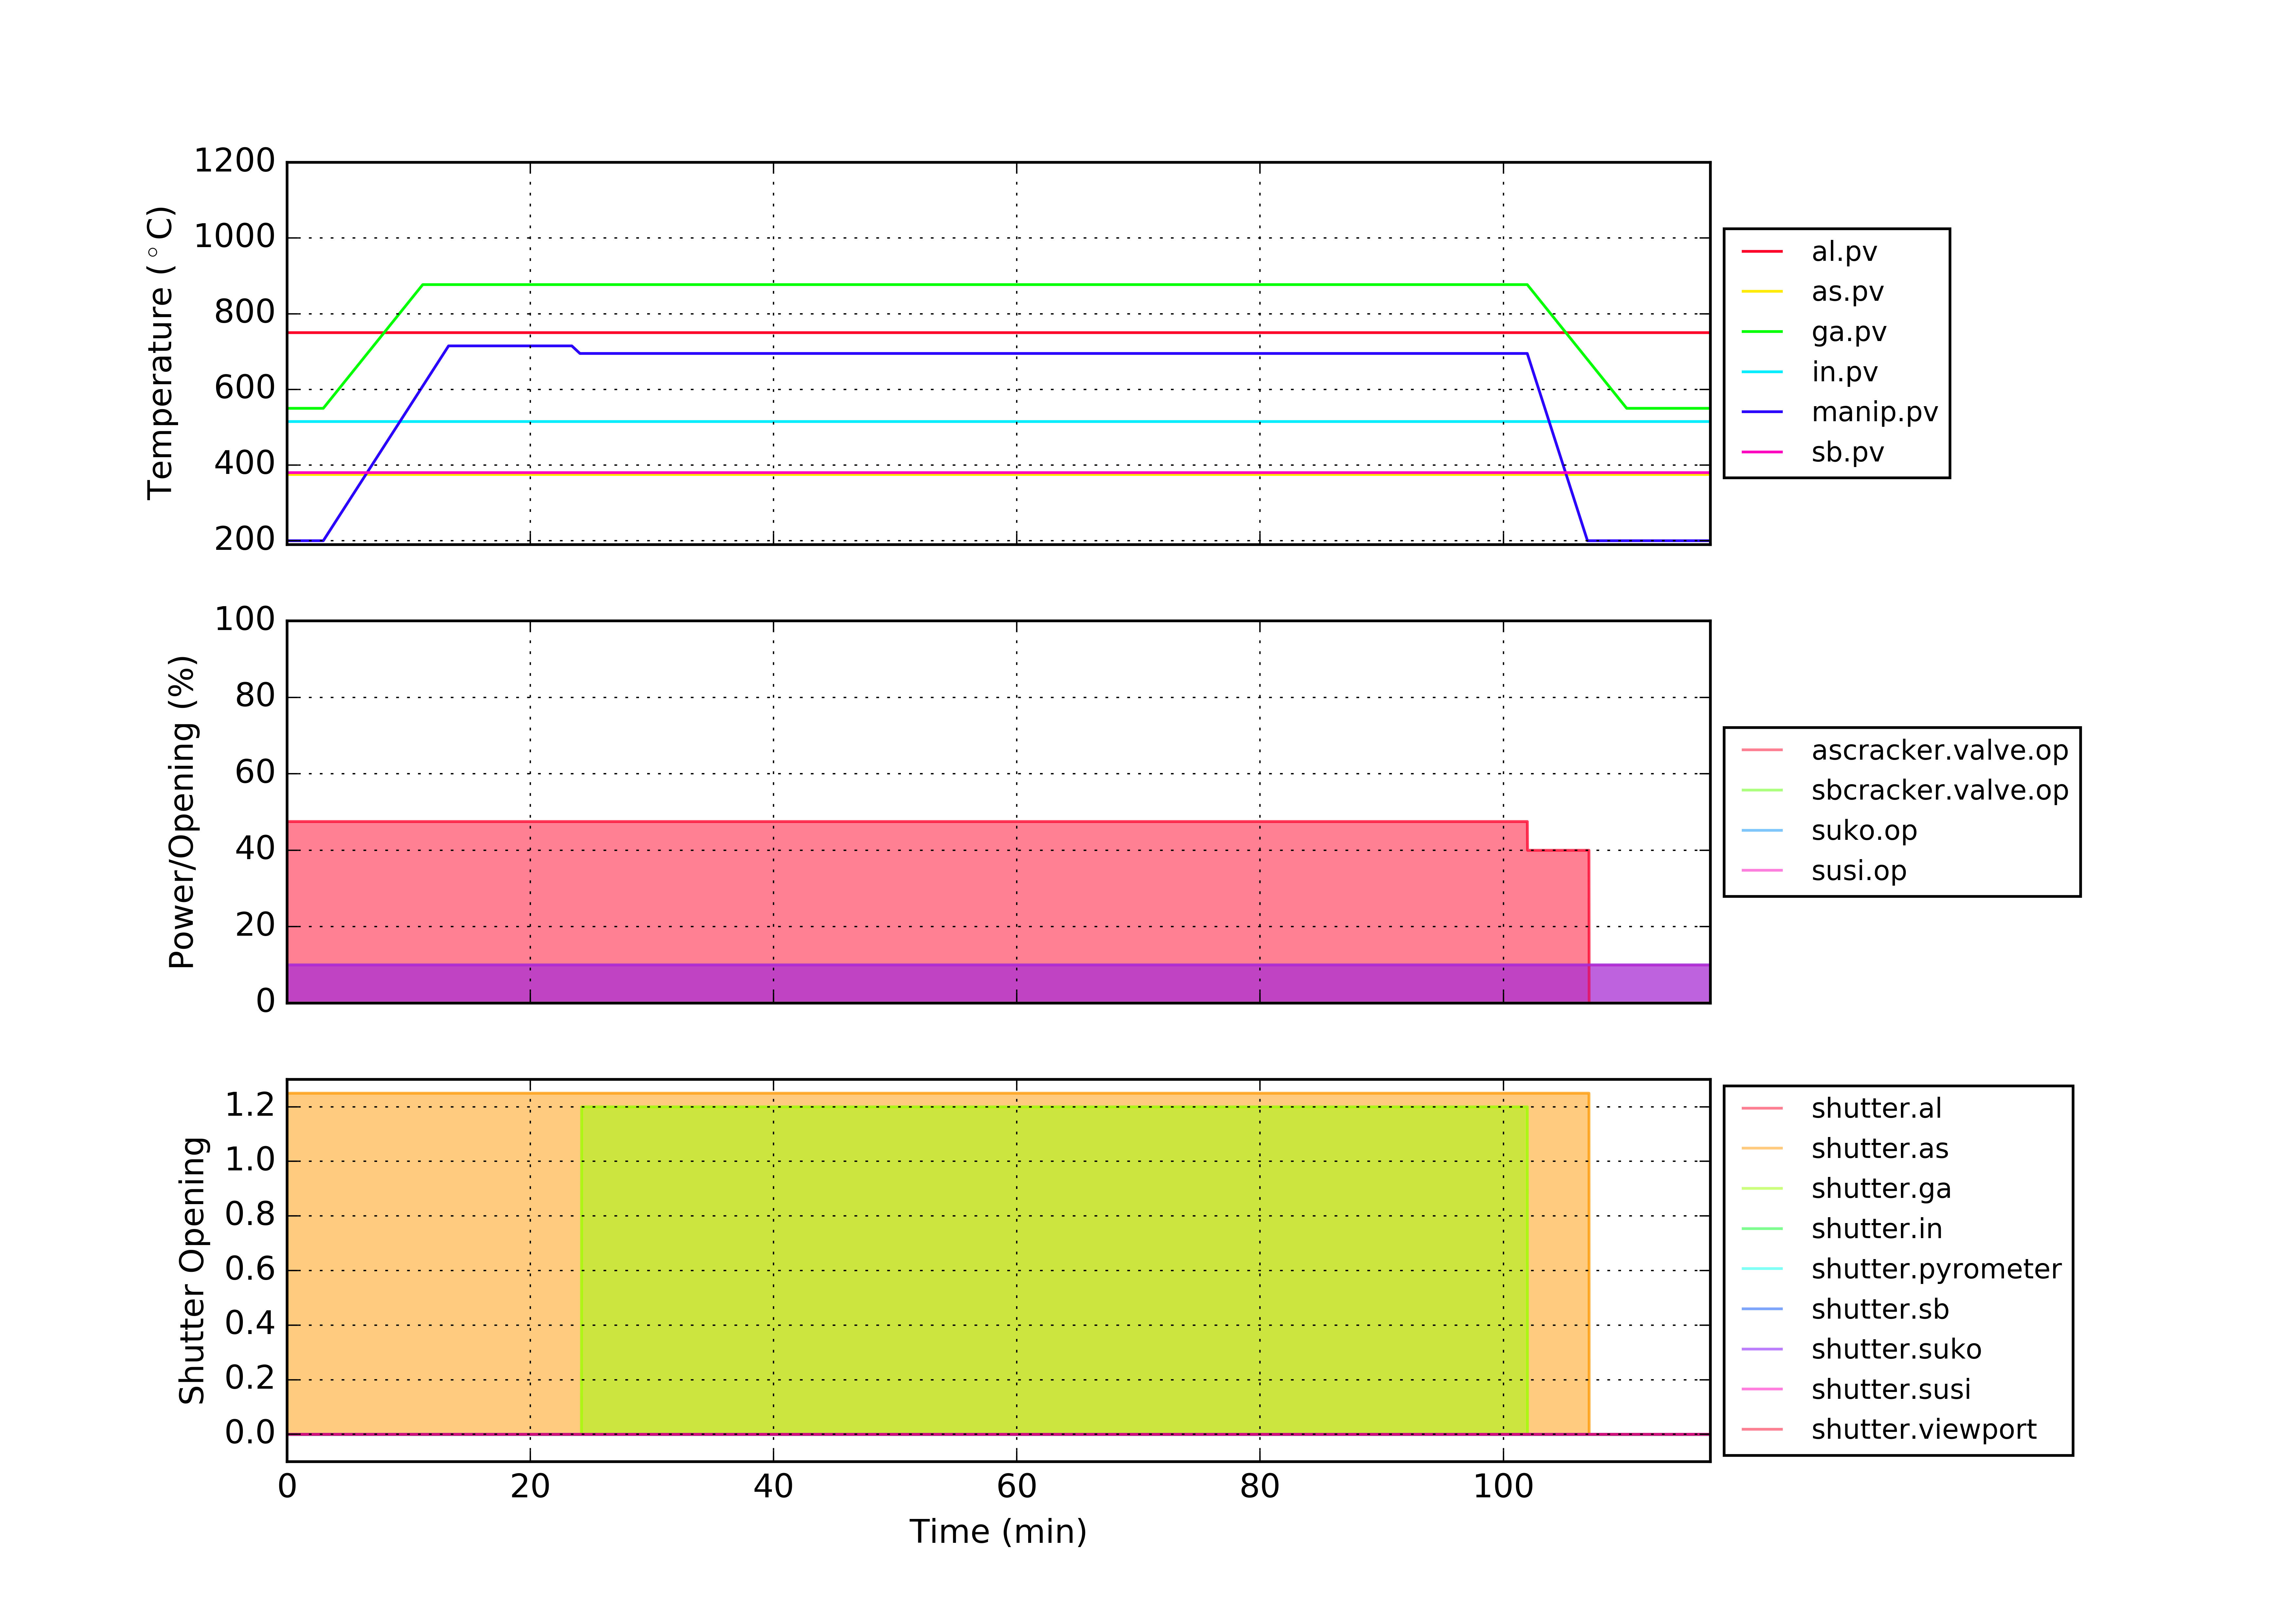 1200
1000
800
600
400
200
Temperature (°C)
al.pv
as.pv
ga.pv
in.pv
manip.pv
sb.pv
100
80
60
40
20
0
Power/Opening (%)
ascracker.valve.op
sbcracker.valve.op
suko.op
susi.op
1.2
1.0
0.8
0.6
0.4
0.2
0.0
Shutter Opening
shutter.al
shutter.as
shutter.ga
shutter.in
shutter.pyrometer
shutter.sb
shutter.suko
shutter.susi
shutter.viewport
0 20 40 60 80 100
Time (min)